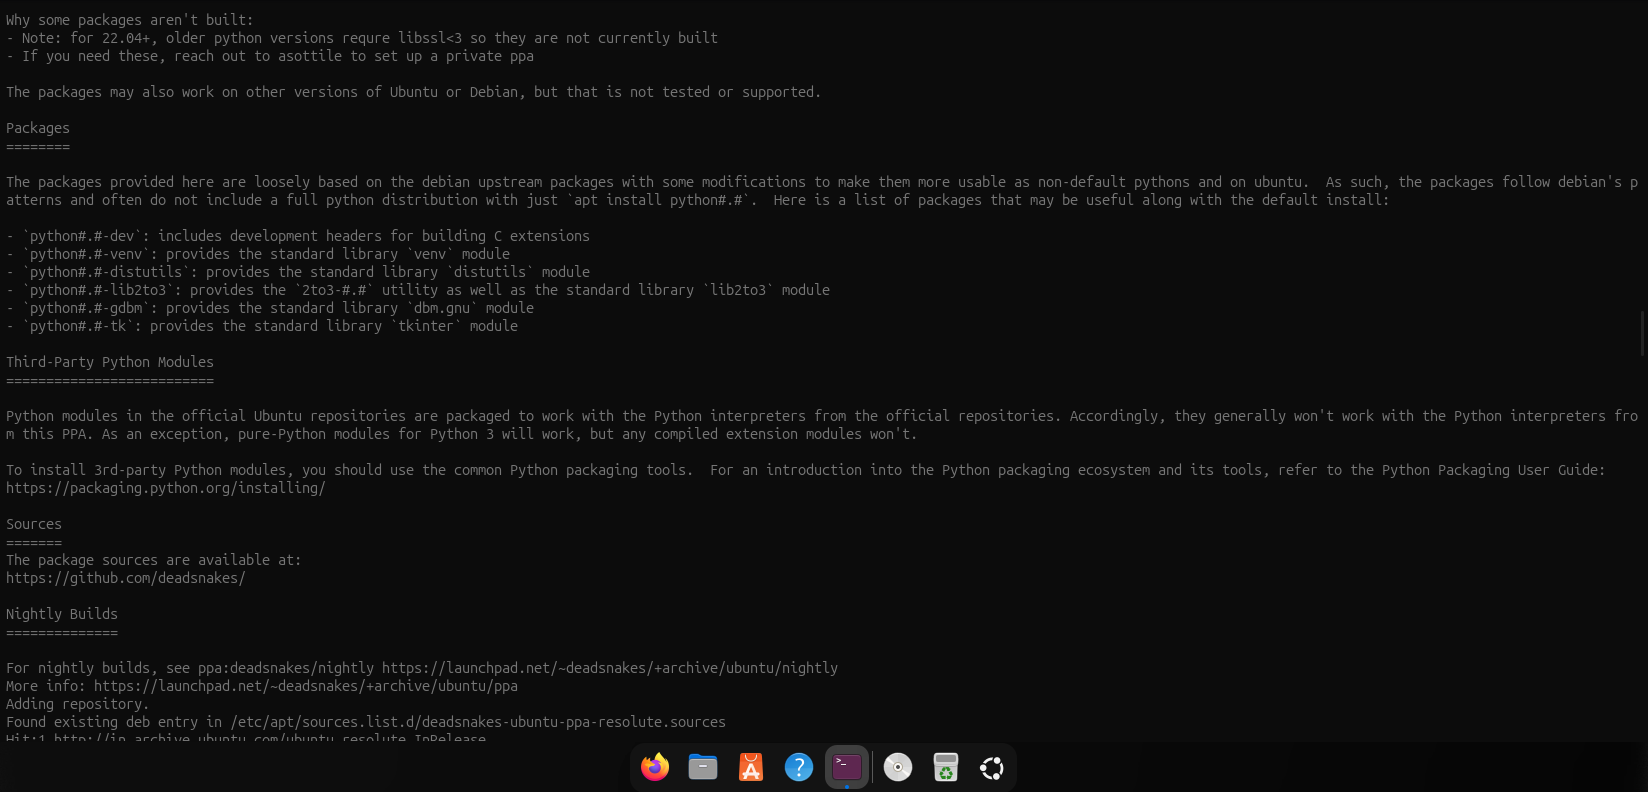 Why some packages aren't built:
- Note: for 22.04+, older python versions requre libssl<3 so they are not currently built
- If you need these, reach out to asottile to set up a private ppa
The packages may also work on other versions of Ubuntu or Debian, but that is not tested or supported.
Packages
========
The packages provided here are loosely based on the debian upstream packages with some modifications to make them more usable as non-default pythons and on ubuntu.  As such, the packages follow debian's p
atterns and often do not include a full python distribution with just `apt install python#.#`.  Here is a list of packages that may be useful along with the default install:
- `python#.#-dev`: includes development headers for building C extensions
- `python#.#-venv`: provides the standard library `venv` module
- `python#.#-distutils`: provides the standard library `distutils` module
- `python#.#-lib2to3`: provides the `2to3-#.#` utility as well as the standard library `lib2to3` module
- `python#.#-gdbm`: provides the standard library `dbm.gnu` module
- `python#.#-tk`: provides the standard library `tkinter` module
Third-Party Python Modules
==========================
Python modules in the official Ubuntu repositories are packaged to work with the Python interpreters from the official repositories. Accordingly, they generally won't work with the Python interpreters fro
m this PPA. As an exception, pure-Python modules for Python 3 will work, but any compiled extension modules won't.
To install 3rd-party Python modules, you should use the common Python packaging tools.  For an introduction into the Python packaging ecosystem and its tools, refer to the Python Packaging User Guide:
https://packaging.python.org/installing/
Sources
=======
The package sources are available at:
https://github.com/deadsnakes/
Nightly Builds
==============
For nightly builds, see ppa:deadsnakes/nightly https://launchpad.net/~deadsnakes/+archive/ubuntu/nightly
More info: https://launchpad.net/~deadsnakes/+archive/ubuntu/ppa
Adding repository.
Found existing deb entry in /etc/apt/sources.list.d/deadsnakes-ubuntu-ppa-resolute.sources
Hit:1 http://in.archive.ubuntu.com/ubuntu resolute InRelease